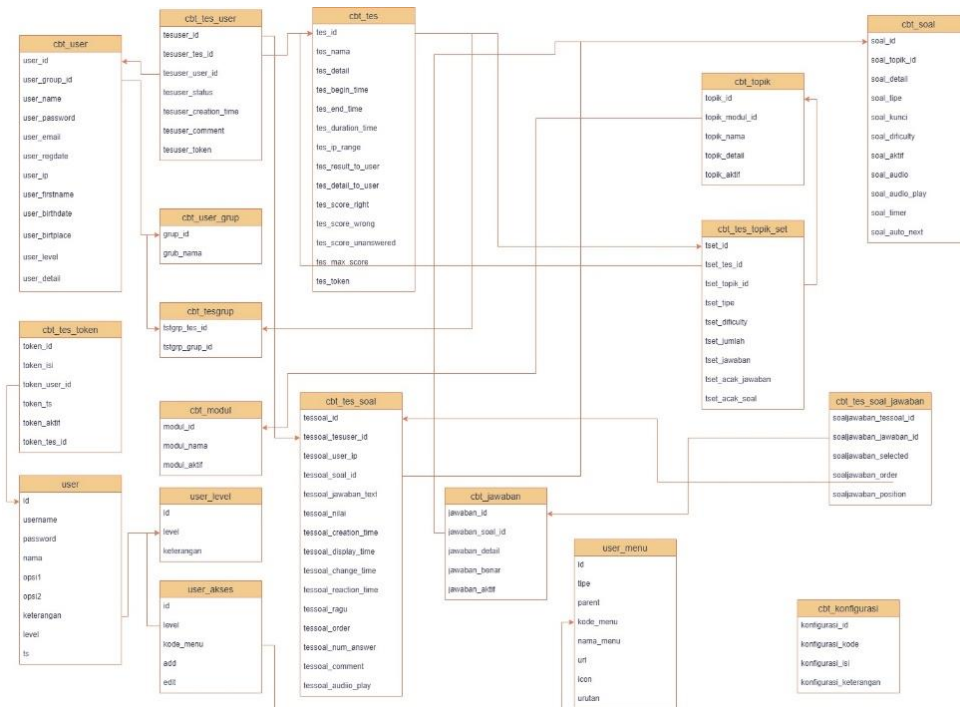 cbt_user
user_id
user_group_id
user_name
user_password
user_email
user_regdate
user_ip
user_firstname
user_birthdate
user_birtplace
user_level
user_detail
cbt_tes_user
tesuser_id
tesuser_tes_id
tesuser_user_id
tesuser_status
tesuser_creation_time
tesuser_comment
tesuser_token
cbt_tes
tes_id
tes_nama
tes_detail
tes_begin_time
tes_end_time
tes_duration_time
tes_ip_range
tes_result_to_user
tes_detail_to_user
tes_score_right
tes_score_wrong
tes_score_unanswered
tes_max_score
tes_token
cbt_soal
soal_id
soal_topik_id
soal_detail
soal_tipe
soal_kunci
soal_dificulty
soal_aktif
soal_audio
soal_audio_play
soal_timer
soal_auto_next
cbt_topik
topik_id
topik_modul_id
topik_nama
topik_detail
topik_aktif
cbt_user_grup
grup_id
grub_nama
cbt_tes_topik_set
tset_id
tset_tes_id
tset_topik_id
tset_tipe
tset_dificulty
tset_jumlah
tset_jawaban
tset_acak_jawaban
tset_acak_soal
cbt_tesgrup
tstgrp_tes_id
tstgrp_grup_id
cbt_tes_token
token_id
token_isi
token_user_id
token_ts
token_aktif
token_tes_id
cbt_modul
modul_id
modul_nama
modul_aktif
cbt_tes_soal
tessoal_id
tessoal_tesuser_id
tessoal_user_ip
tessoal_soal_id
tessoal_jawaban_text
tessoal_nilai
tessoal_creation_time
tessoal_display_time
tessoal_change_time
tessoal_reaction_time
tessoal_ragu
tessoal_order
tessoal_num_answer
tessoal_comment
tessoal_audiio_play
cbt_tes_soal_jawaban
soaljawaban_tessoal_id
soaljawaban_jawaban_id
soaljawaban_selected
soaljawaban_order
soaljawaban_position
user
id
username
password
nama
opsi1
opsi2
keterangan
level
ts
user_level
id
level
keterangan
cbt_jawaban
jawaban_id
jawaban_soal_id
jawaban_detail
jawaban_benar
jawaban_aktif
user_akses
id
level
kode_menu
add
edit
user_menu
id
tipe
parent
kode_menu
nama_menu
url
icon
urutan
cbt_konfigurasi
konfigurasi_id
konfigurasi_kode
konfigurasi_isi
konfigurasi_keterangan